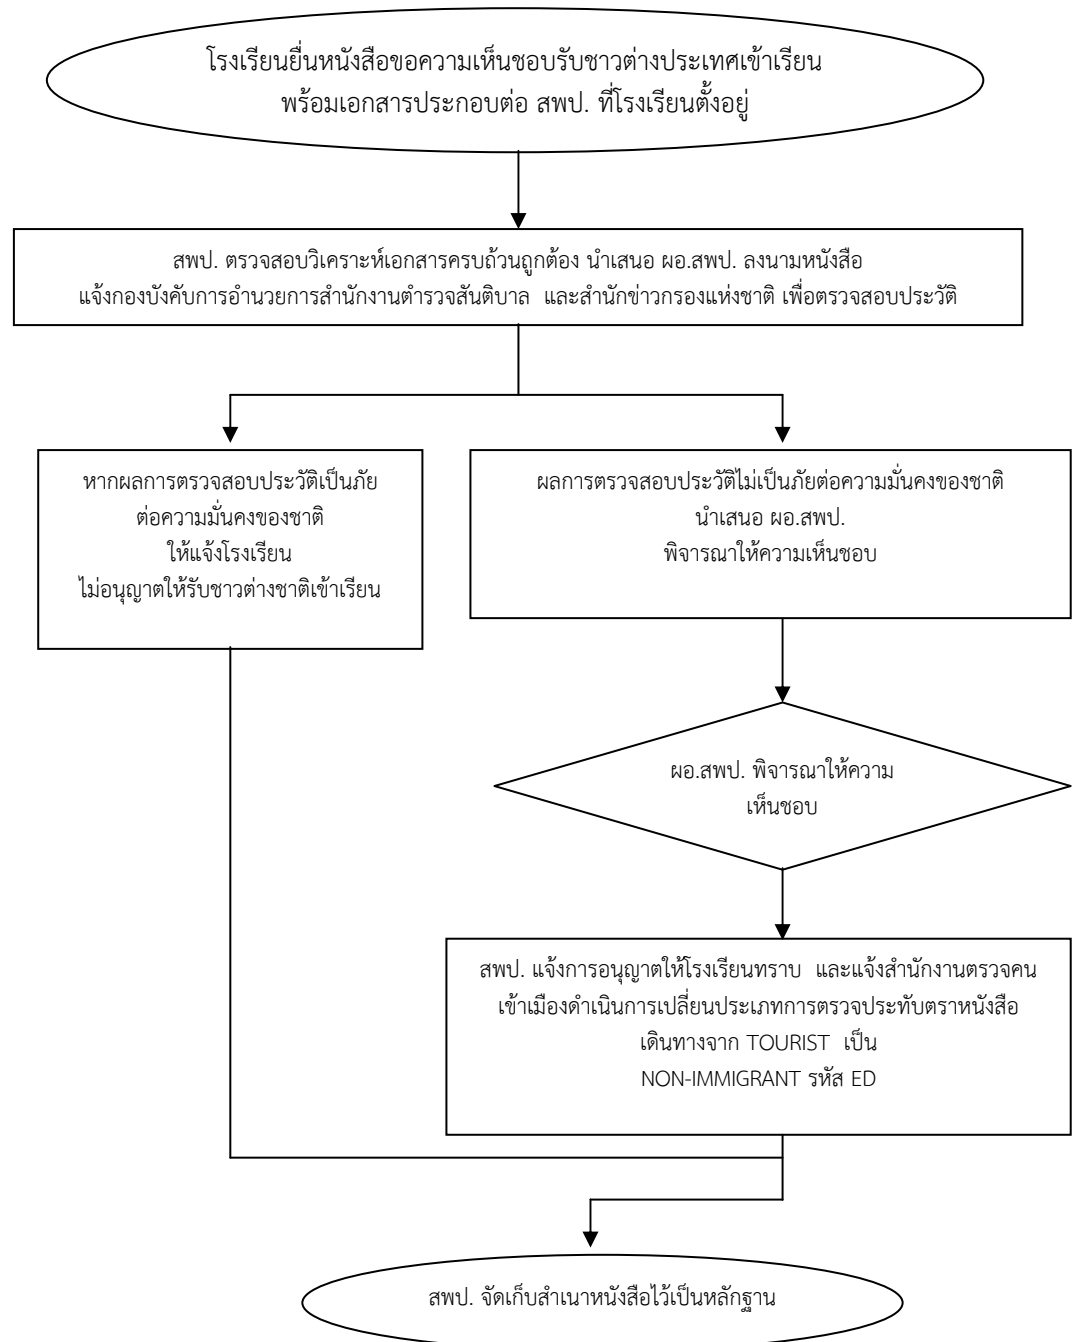 โรงเรียนยื่นหนังสือขอความเห็นชอบรับชาวต่างประเทศเข้าเรียน
พร้อมเอกสารประกอบต่อ สพป. ที่โรงเรียนตั้งอยู่
สพป. ตรวจสอบวิเคราะห์เอกสารครบถ้วนถูกต้อง นำเสนอ ผอ.สพป. ลงนามหนังสือ
แจ้งกองบังคับการอำนวยการสำนักงานตำรวจสันติบาล และสำนักข่าวกรองแห่งชาติ เพื่อตรวจสอบประวัติ
หากผลการตรวจสอบประวัติเป็นภัย
ต่อความมั่นคงของชาติ
ให้แจ้งโรงเรียน
ไม่อนุญาตให้รับชาวต่างชาติเข้าเรียน
ผลการตรวจสอบประวัติไม่เป็นภัยต่อความมั่นคงของชาติ
นำเสนอ ผอ.สพป.
พิจารณาให้ความเห็นชอบ
ผอ.สพป. พิจารณาให้ความ
เห็นชอบ
สพป. แจ้งการอนุญาตให้โรงเรียนทราบ และแจ้งสำนักงานตรวจคน
เข้าเมืองดำเนินการเปลี่ยนประเภทการตรวจประทับตราหนังสือ
เดินทางจาก TOURIST เป็น
NON-IMMIGRANT รหัส ED
สพป. จัดเก็บสำเนาหนังสือไว้เป็นหลักฐาน